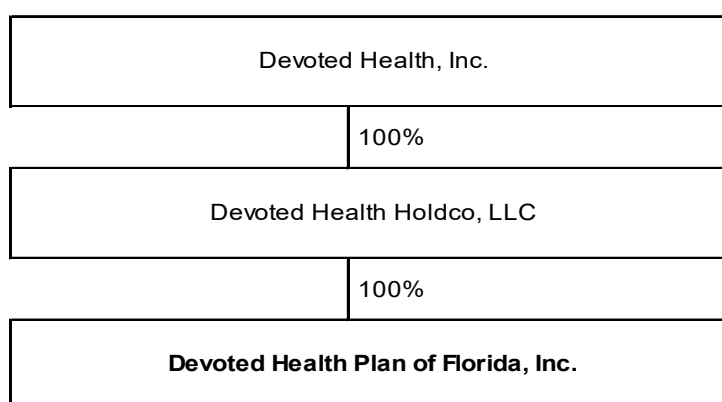 Devoted Health, Inc.
100%
Devoted Health Holdco, LLC
100%
Devoted Health Plan of Florida, Inc.